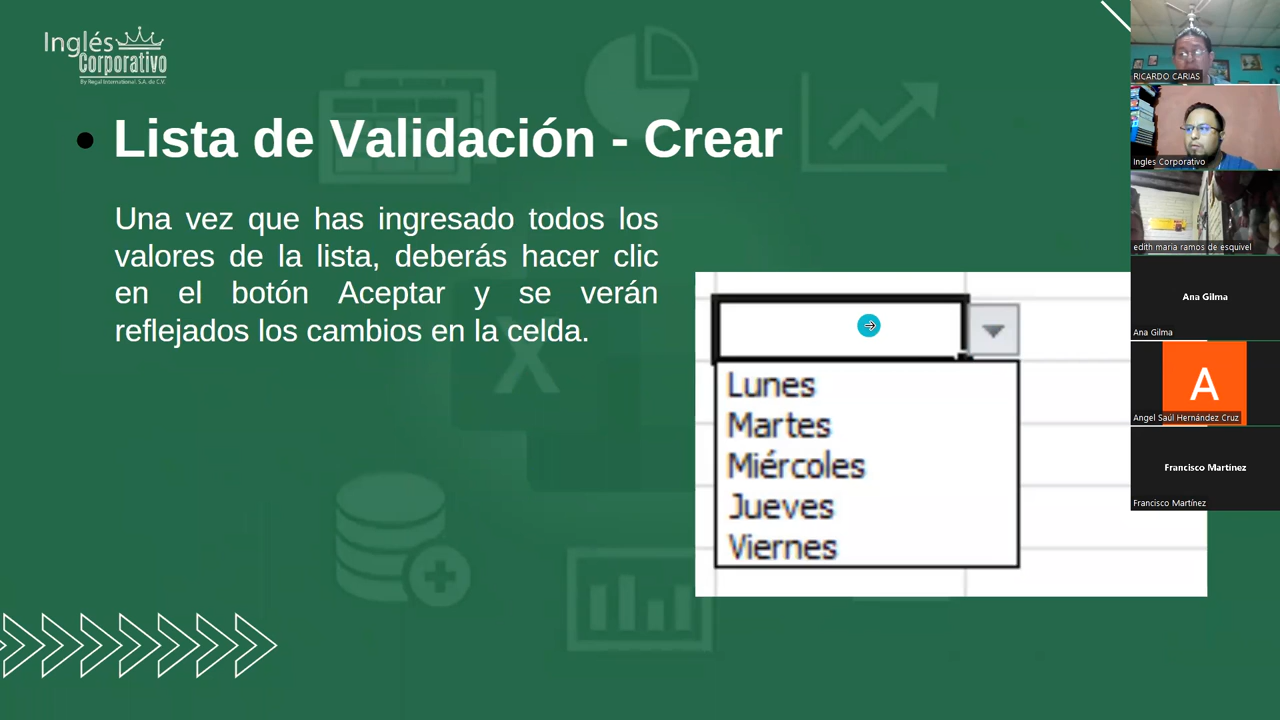 Inglés
Corporativo
By Regal International, S.A. de C.V.
Lista de Validación - Crear
Una vez que has ingresado todos los
valores de la lista, deberás hacer clic
en el botón Aceptar y se verán
reflejados los cambios en la celda.
Lunes
Martes
Miércoles
Jueves
Viernes
RICARDO CARIAS
Ingles Corporativo
edith maria ramos de esquivel
Ana Gilma
Ana Gilma
A
Angel Saúl Hernández Cruz
Francisco Martínez
Francisco Martínez